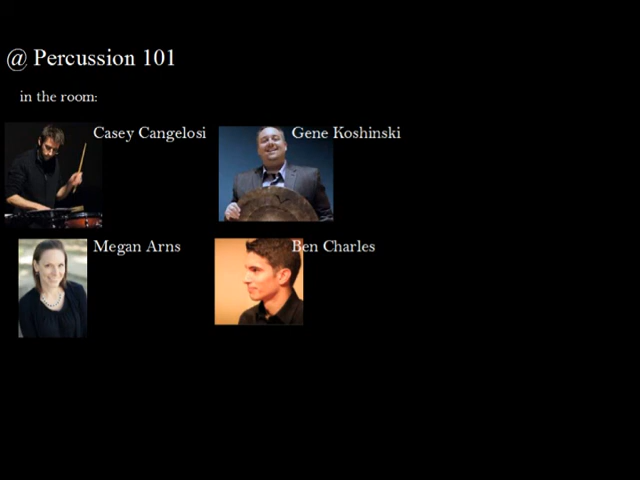 @ Percussion 101
in the room:
Casey Cangelosi
Gene Koshinski
Megan Arns
Ben Charles